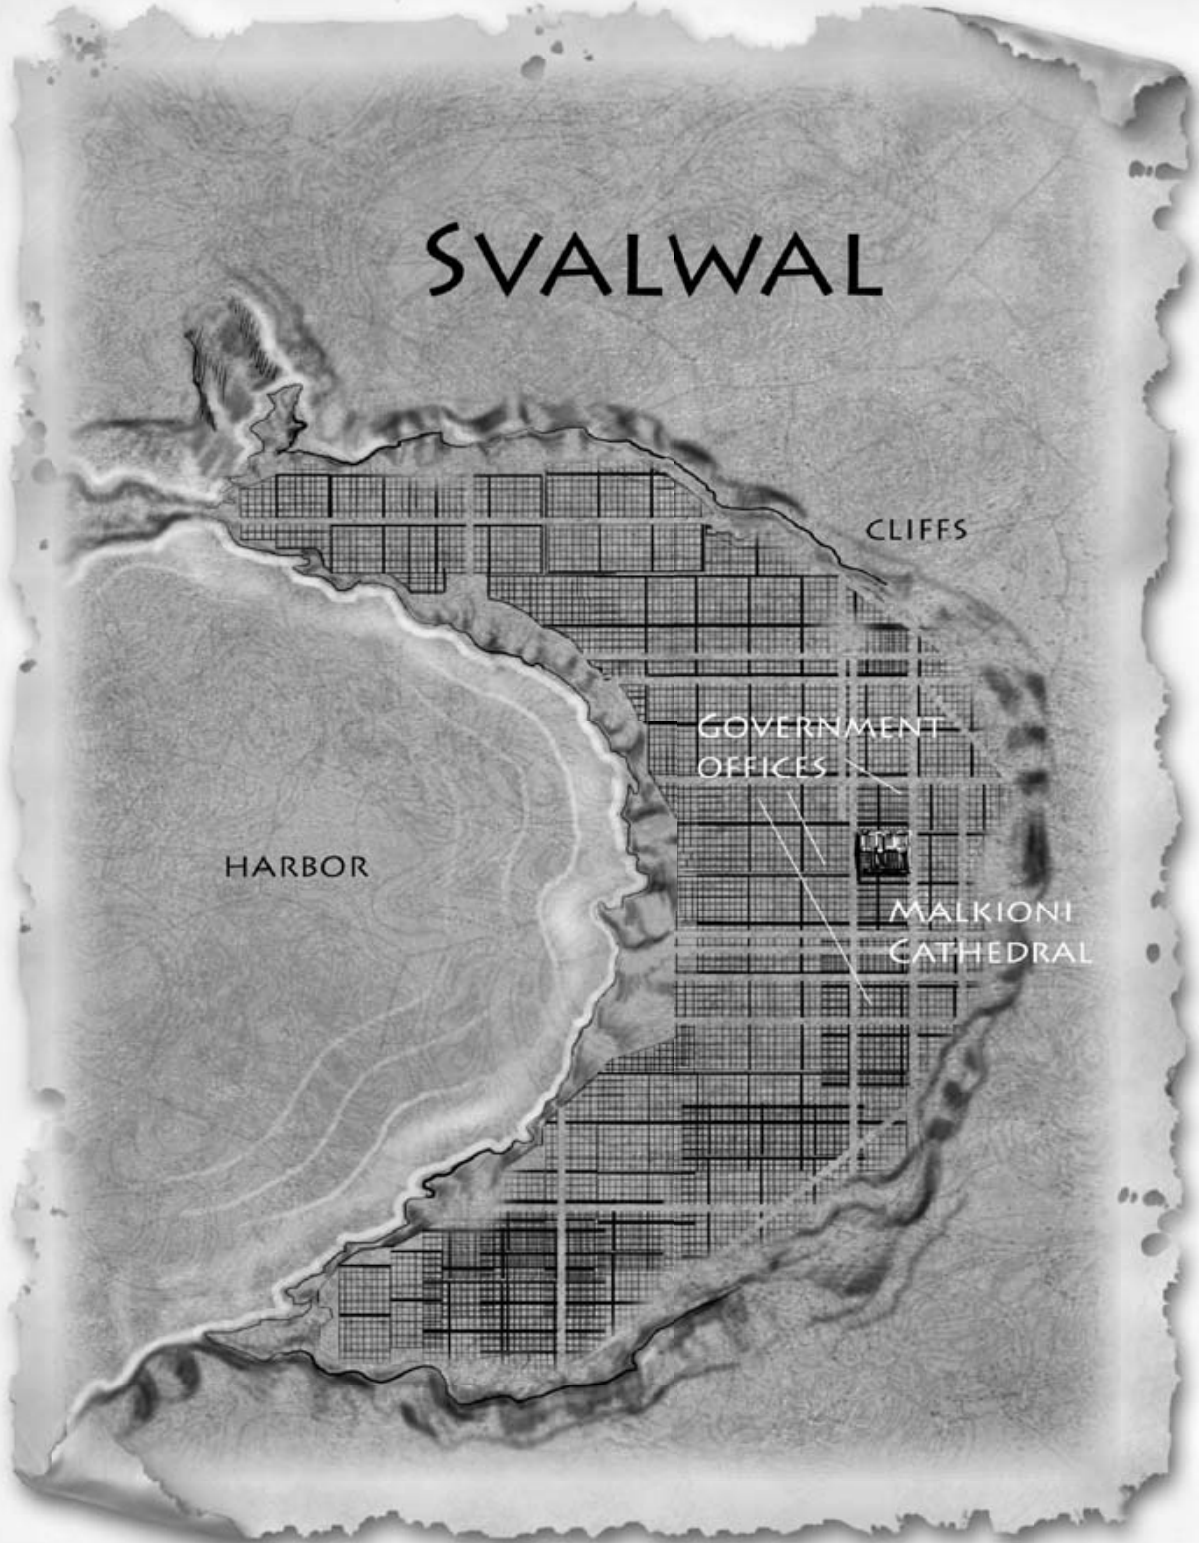 SVALWAL
CLIFFS
GOVERNMENT
OFFICES
HARBOR
MALKIONI
CATHEDRAL